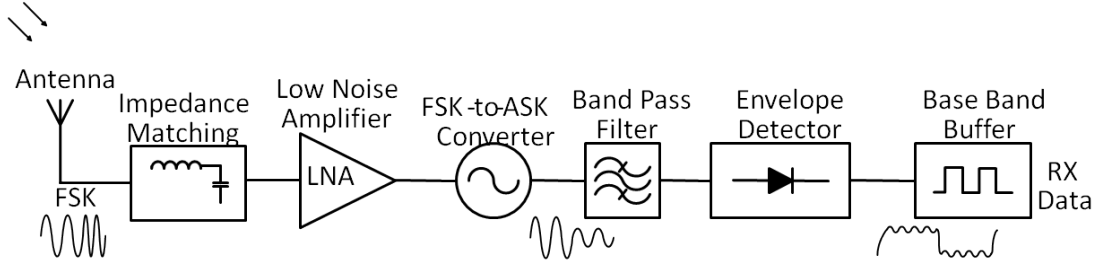 Antenna
Impedance
Matching
Low Noise
Amplifier
FSK-to-ASK
Converter
Band Pass
Filter
Envelope
Detector
Base Band
Buffer
LNA
FSK
RX
Data